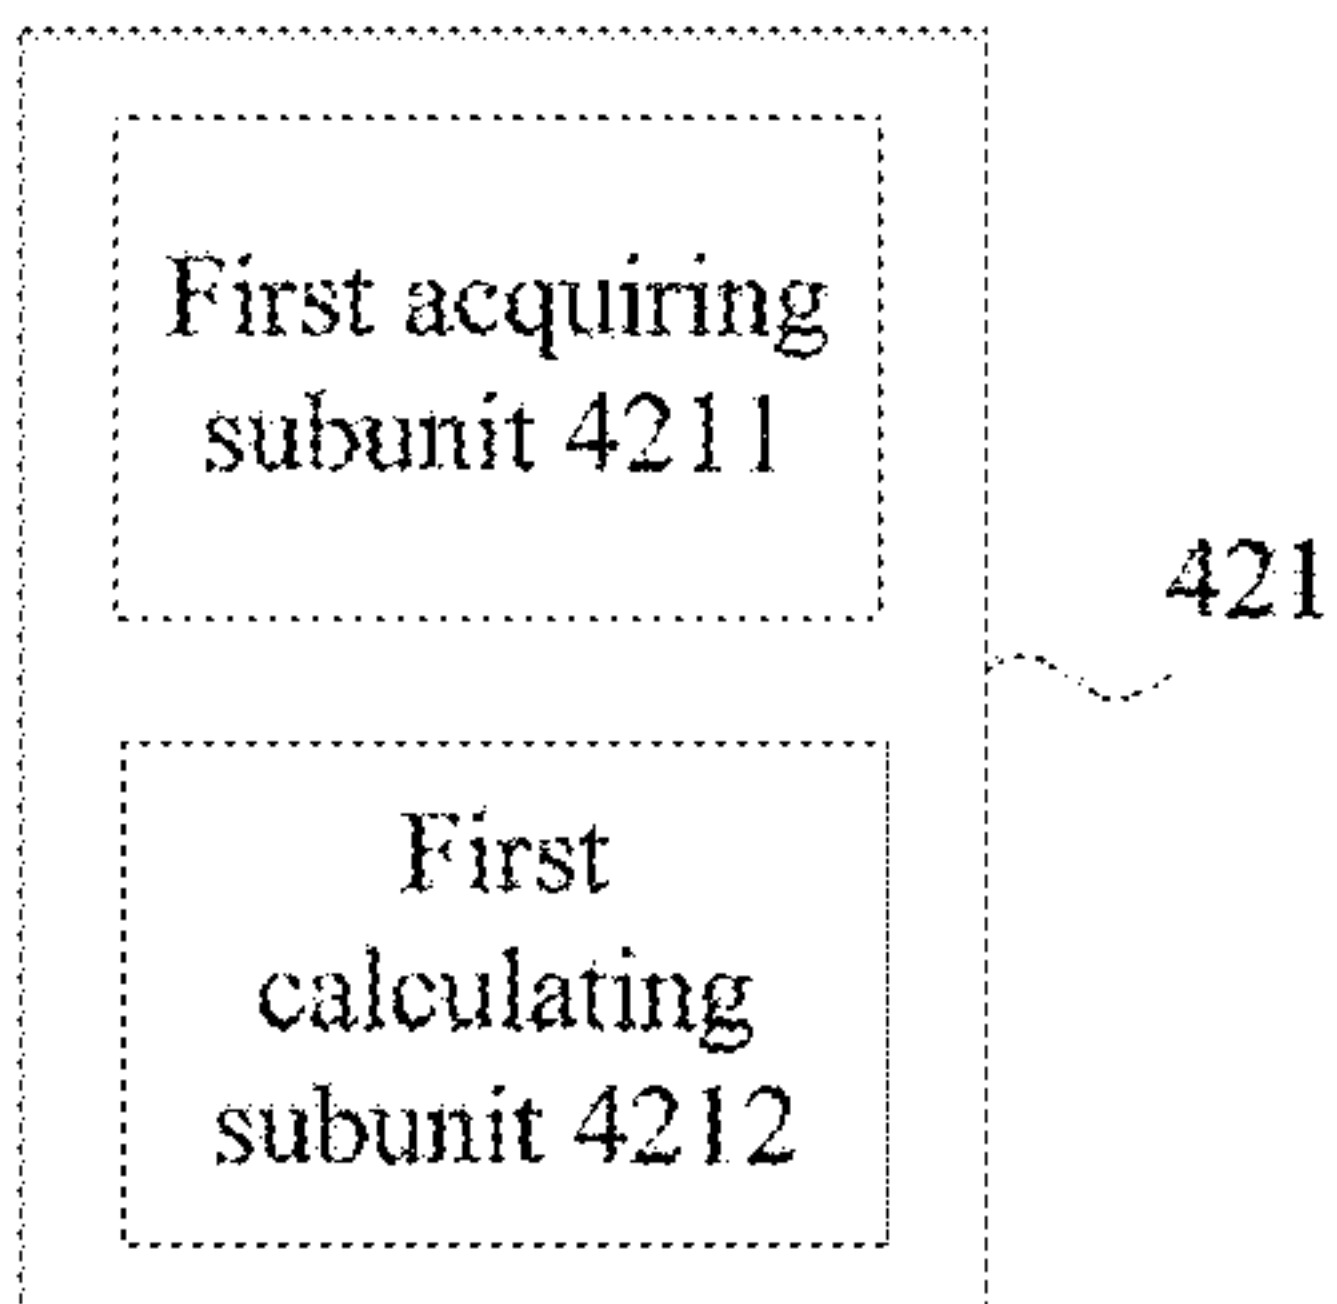 First acquiring
subunit 4211
421
First
calculating
subunit 4212